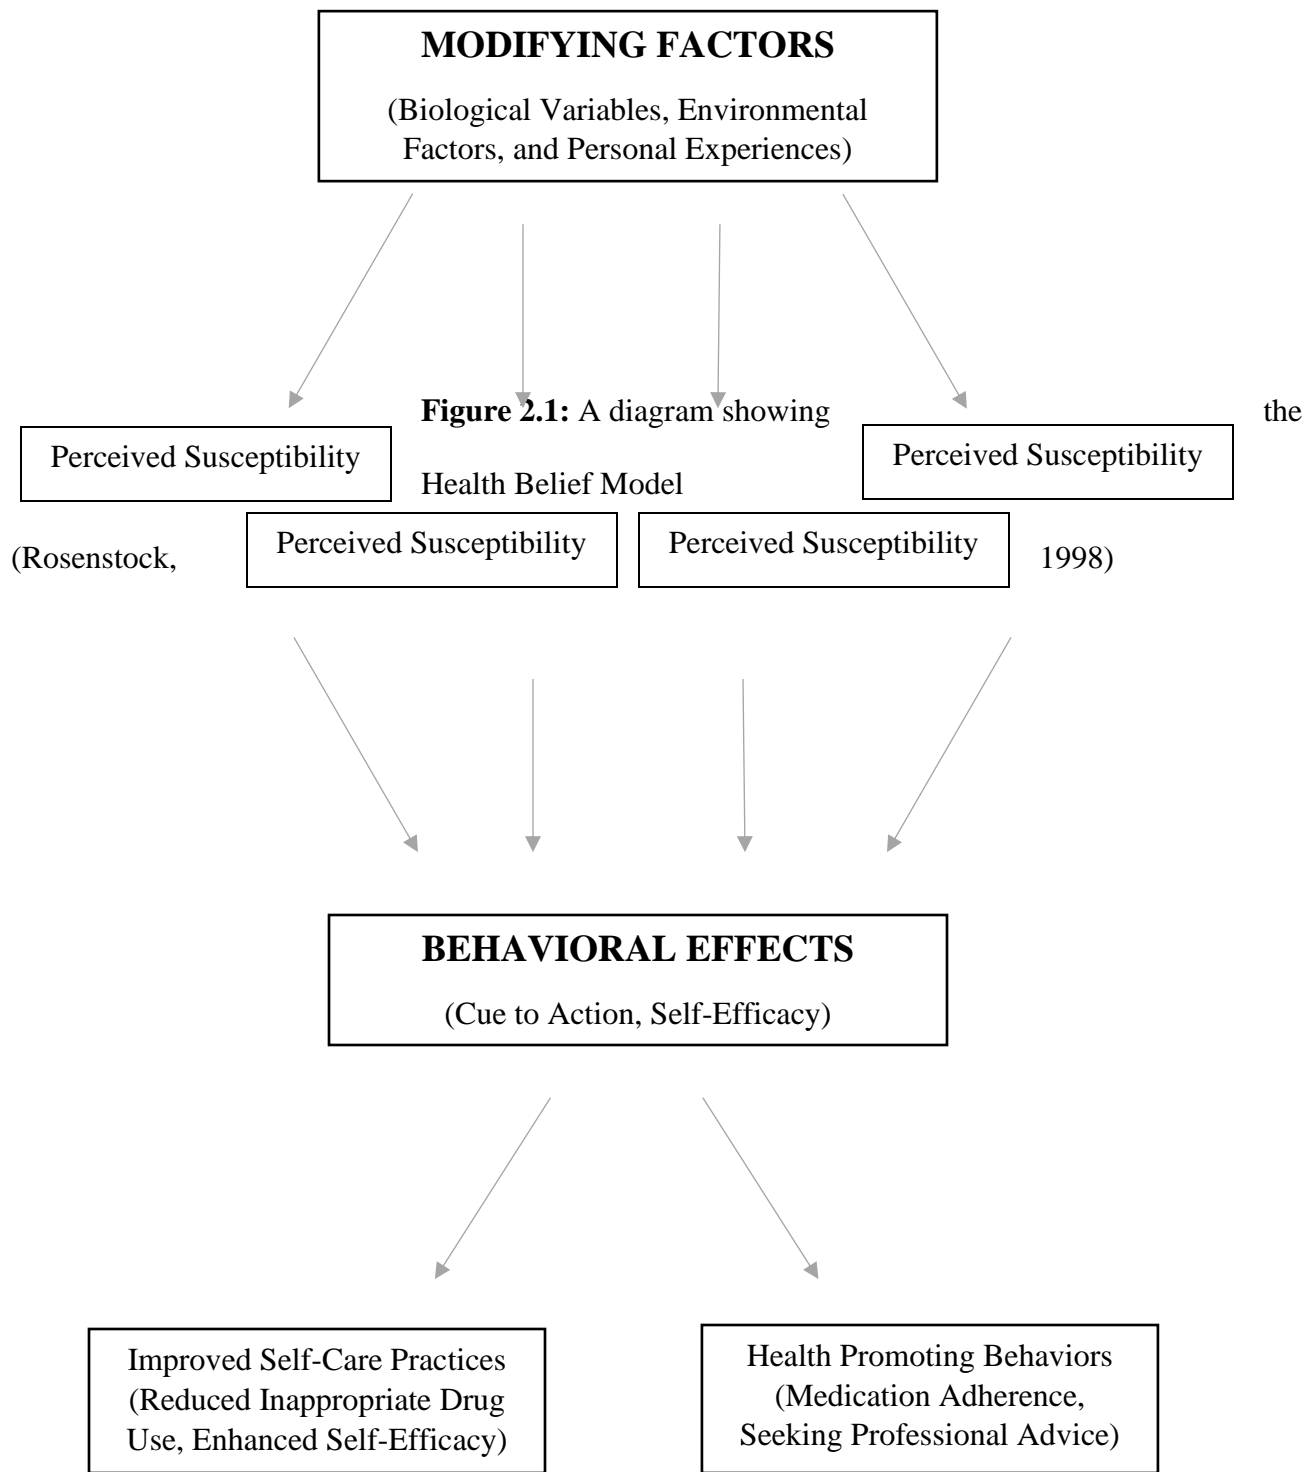 MODIFYING FACTORS
(Biological Variables, Environmental
Factors, and Personal Experiences)
Figure 2.1: A diagram showing the
Perceived Susceptibility
Perceived Susceptibility
Health Belief Model
(Rosenstock, 1998)
Perceived Susceptibility
Perceived Susceptibility
BEHAVIORAL EFFECTS
(Cue to Action, Self-Efficacy)
Improved Self-Care Practices
(Reduced Inappropriate Drug
Use, Enhanced Self-Efficacy)
Health Promoting Behaviors
(Medication Adherence,
Seeking Professional Advice)